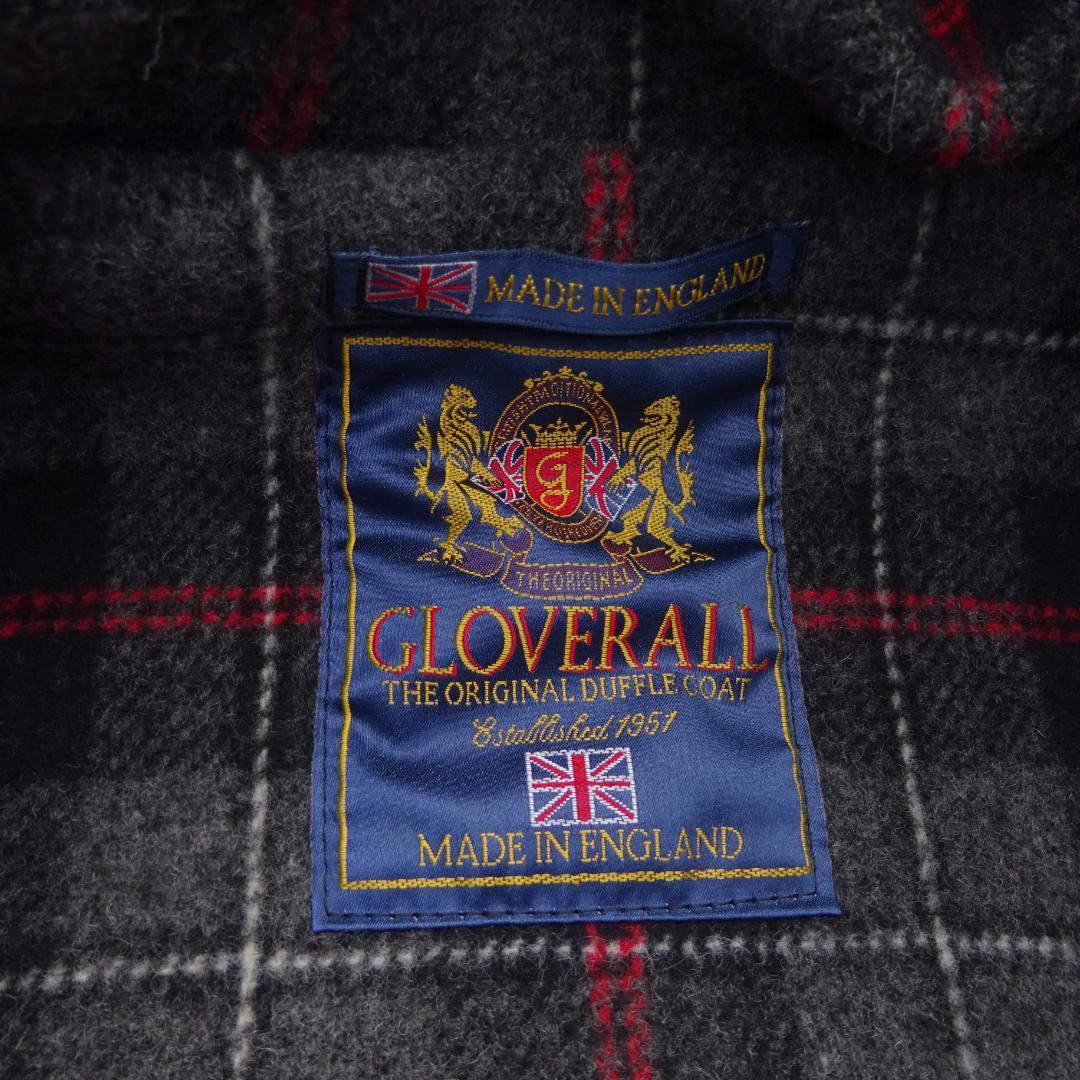 MADE IN ENGLAND
G
THE ORIGINAL
GLOVERALL
THE ORIGINAL DUFFLE COAT
Established 1951
MADE IN ENGLAND